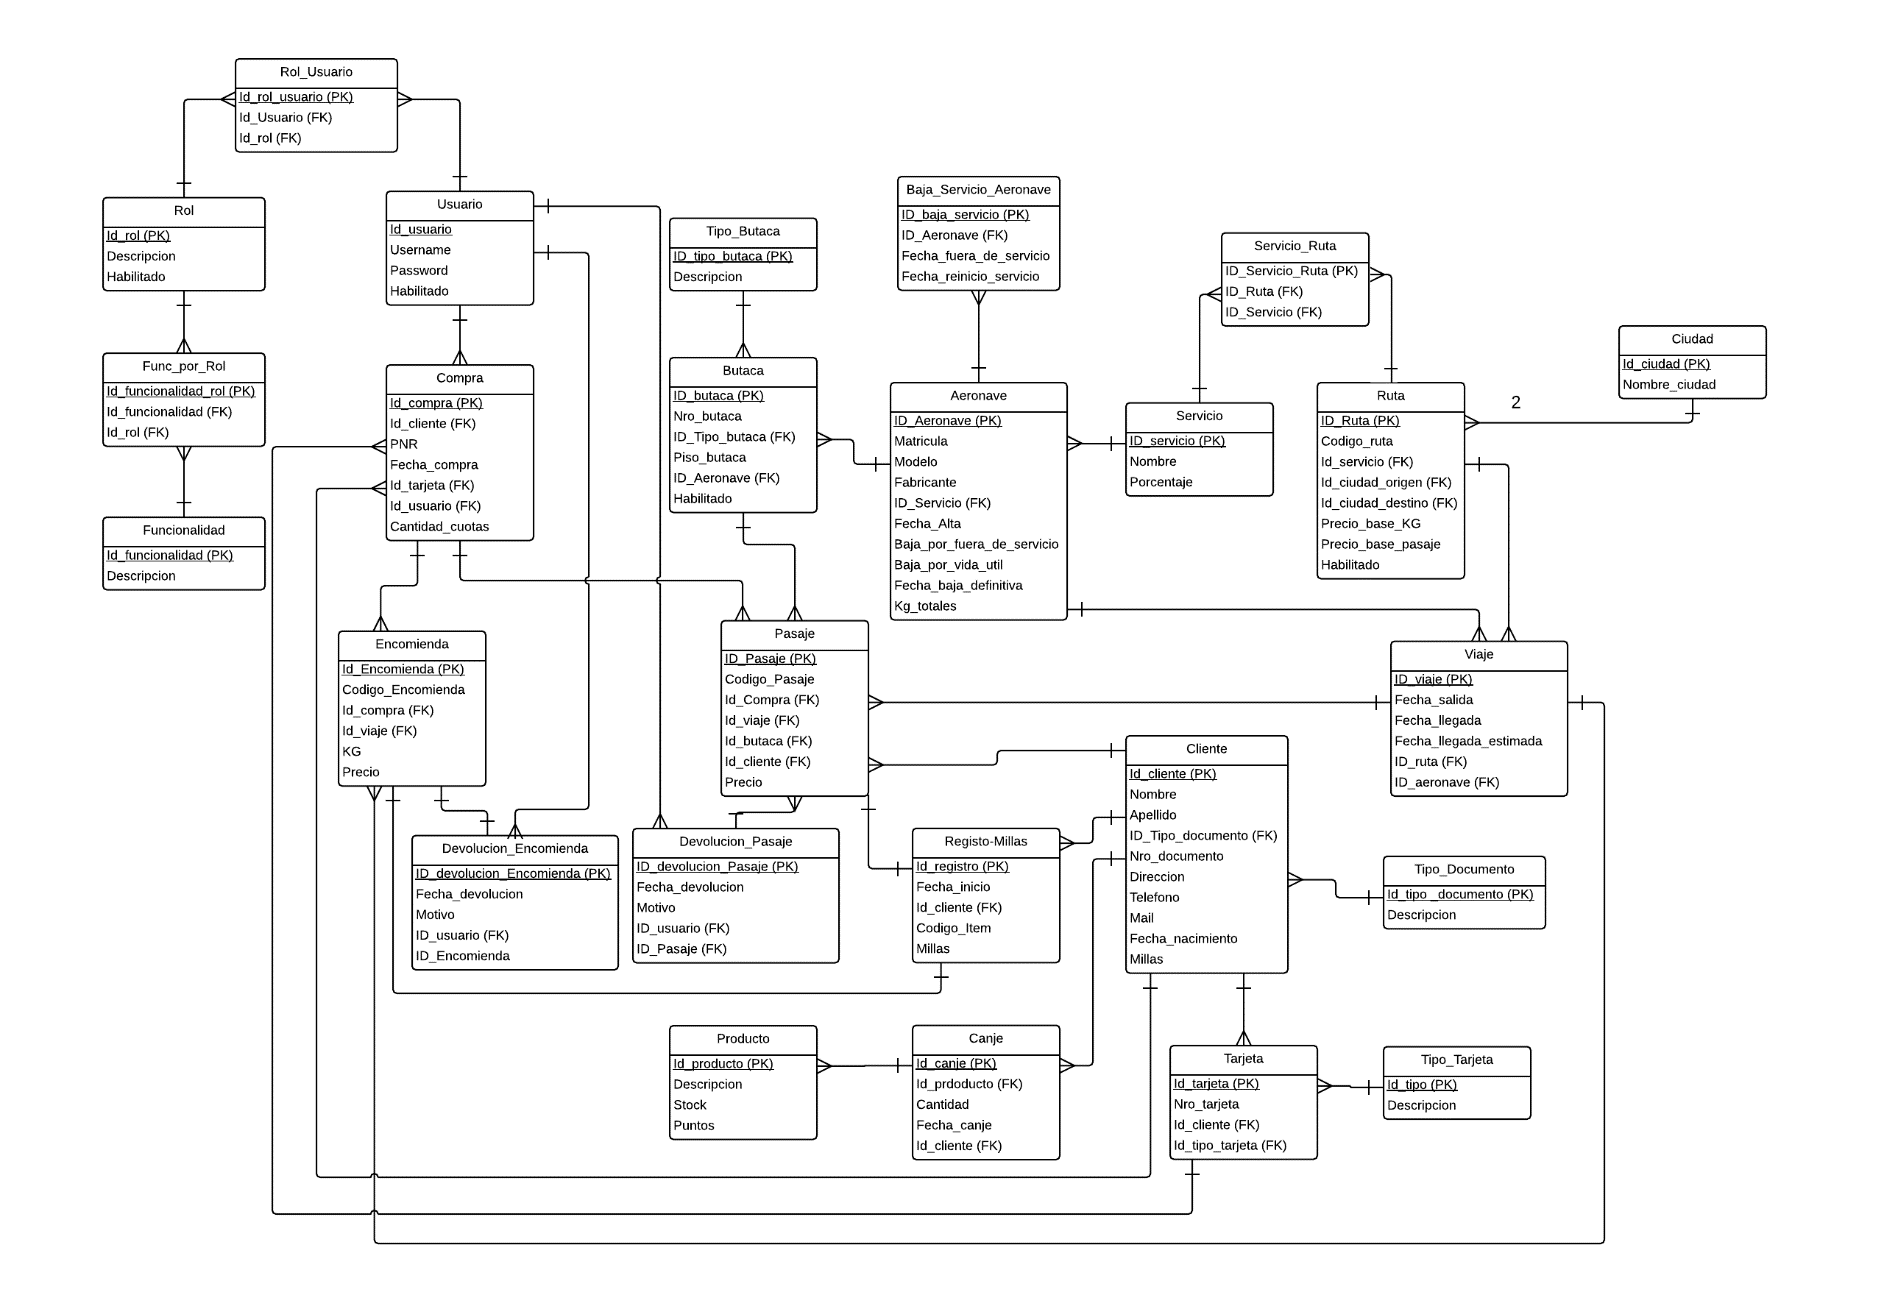 Rol_Usuario
Id_rol_usuario (PK)
Id_Usuario (FK)
Id_rol (FK)
Rol
Id_rol (PK)
Descripcion
Habilitado
Usuario
Id_usuario
Username
Password
Habilitado
Tipo_Butaca
ID_tipo_butaca (PK)
Descripcion
Baja_Servicio_Aeronave
ID_baja_servicio (PK)
ID_Aeronave (FK)
Fecha_fuera_de_servicio
Fecha_reinicio_servicio
Servicio_Ruta
ID_Servicio_Ruta (PK)
ID_Ruta (FK)
ID_Servicio (FK)
Ciudad
Id_ciudad (PK)
Nombre_ciudad
2
Func_por_Rol
Id_funcionalidad_rol (PK)
Id_funcionalidad (FK)
Id_rol (FK)
Compra
Id_compra (PK)
Id_cliente (FK)
PNR
Fecha_compra
Id_tarjeta (FK)
Id_usuario (FK)
Cantidad_cuotas
Butaca
ID_butaca (PK)
Nro_butaca
ID_Tipo_butaca (FK)
Piso_butaca
ID_Aeronave (FK)
Habilitado
Aeronave
ID_Aeronave (PK)
Matricula
Modelo
Fabricante
ID_Servicio (FK)
Fecha_Alta
Baja_por_fuera_de_servicio
Baja_por_vida_util
Fecha_baja_definitiva
Kg_totales
Servicio
ID_servicio (PK)
Nombre
Porcentaje
Ruta
ID_Ruta (PK)
Codigo_ruta
Id_servicio (FK)
Id_ciudad_origen (FK)
Id_ciudad_destino (FK)
Precio_base_KG
Precio_base_pasaje
Habilitado
Funcionalidad
Id_funcionalidad (PK)
Descripcion
Encomienda
Id_Encomienda (PK)
Codigo_Encomienda
Id_compra (FK)
Id_viaje (FK)
KG
Precio
Pasaje
ID_Pasaje (PK)
Codigo_Pasaje
Id_Compra (FK)
Id_viaje (FK)
Id_butaca (FK)
Id_cliente (FK)
Precio
Viaje
ID_viaje (PK)
Fecha_salida
Fecha_llegada
Fecha_llegada_estimada
ID_ruta (FK)
ID_aeronave (FK)
Cliente
Id_cliente (PK)
Nombre
Apellido
ID_Tipo_documento (FK)
Nro_documento
Direccion
Telefono
Mail
Fecha_nacimiento
Millas
Devolucion_Encomienda
ID_devolucion_Encomienda (PK)
Fecha_devolucion
Motivo
ID_usuario (FK)
ID_Encomienda
Devolucion_Pasaje
ID_devolucion_Pasaje (PK)
Fecha_devolucion
Motivo
ID_usuario (FK)
ID_Pasaje (FK)
Registo-Millas
Id_registro (PK)
Fecha_inicio
Id_cliente (FK)
Codigo_Item
Millas
Tipo_Documento
Id_tipo _documento (PK)
Descripcion
Producto
Id_producto (PK)
Descripcion
Stock
Puntos
Canje
Id_canje (PK)
Id_prdoducto (FK)
Cantidad
Fecha_canje
Id_cliente (FK)
Tarjeta
Id_tarjeta (PK)
Nro_tarjeta
Id_cliente (FK)
Id_tipo_tarjeta (FK)
Tipo_Tarjeta
Id_tipo (PK)
Descripcion